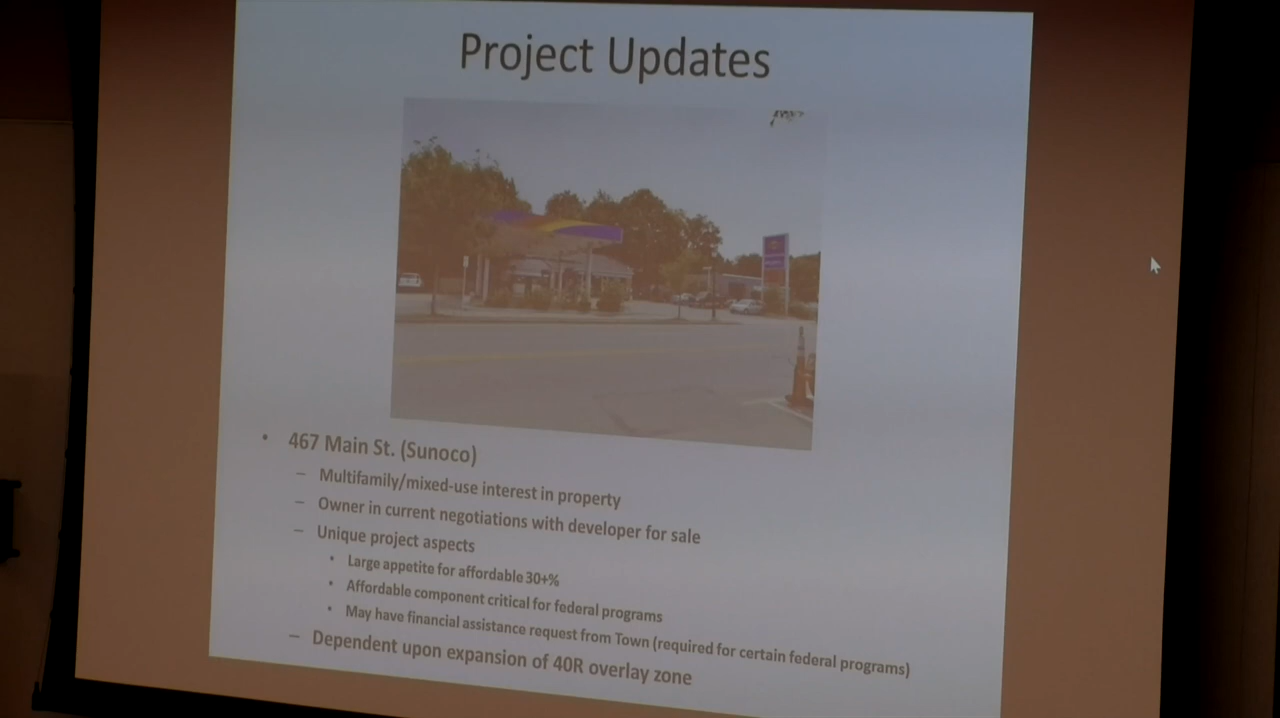 Project Updates
• 467 Main St. (Sunoco)
– Multifamily/mixed-use interest in property
– Owner in current negotiations with developer for sale
– Unique project aspects
• Large appetite for affordable 30+%
• Affordable component critical for federal programs
• May have financial assistance request from Town (required for certain federal programs)
– Dependent upon expansion of 40R overlay zone